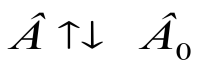 Â ↑↓ Â₀